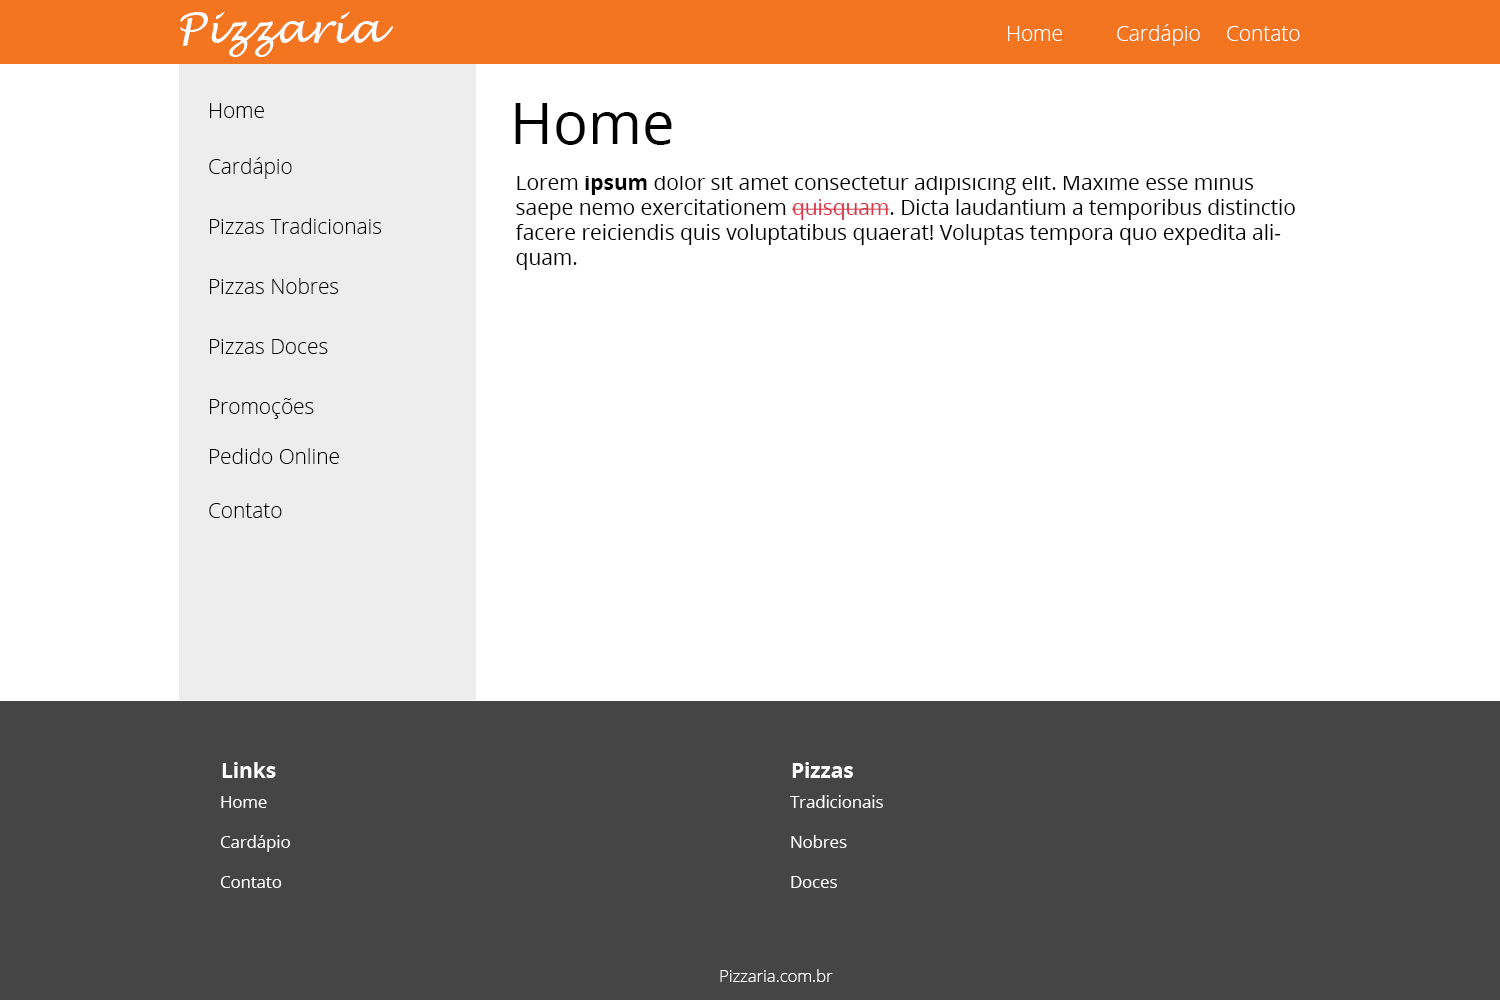 Pizzaria
Home Cardápio Contato
Home
Cardápio
Pizzas Tradicionais
Pizzas Nobres
Pizzas Doces
Promoções
Pedido Online
Contato
Home
Lorem ipsum dolor sit amet consectetur adipisicing elit. Maxime esse minus
saepe nemo exercitationem quisquam. Dicta laudantium a temporibus distinctio
facere reiciendis quis voluptatibus quaerat! Voluptas tempora quo expedita ali-
quam.
Links
Home
Cardápio
Contato
Pizzas
Tradicionais
Nobres
Doces
Pizzaria.com.br